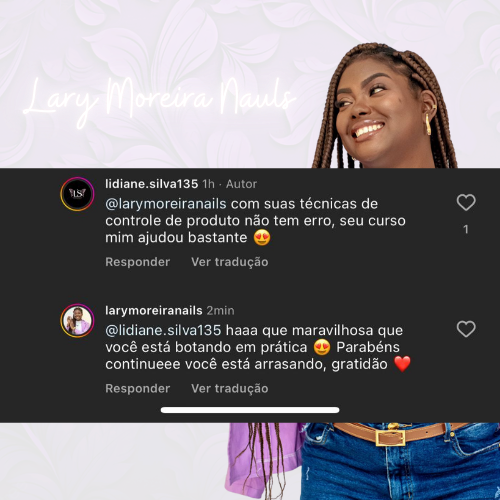 Lary Moreira Nauls
lidiane.silva135 1h · Autor
@larymoreiranails com suas técnicas de
controle de produto não tem erro, seu curso
mim ajudou bastante 😍
1
Responder Ver tradução
larymoreiranails 2min
@lidiane.silva135 haaa que maravilhosa que
você está botando em prática 😍 Parabéns
continueee você está arrasando, gratidão ❤️
Responder Ver tradução